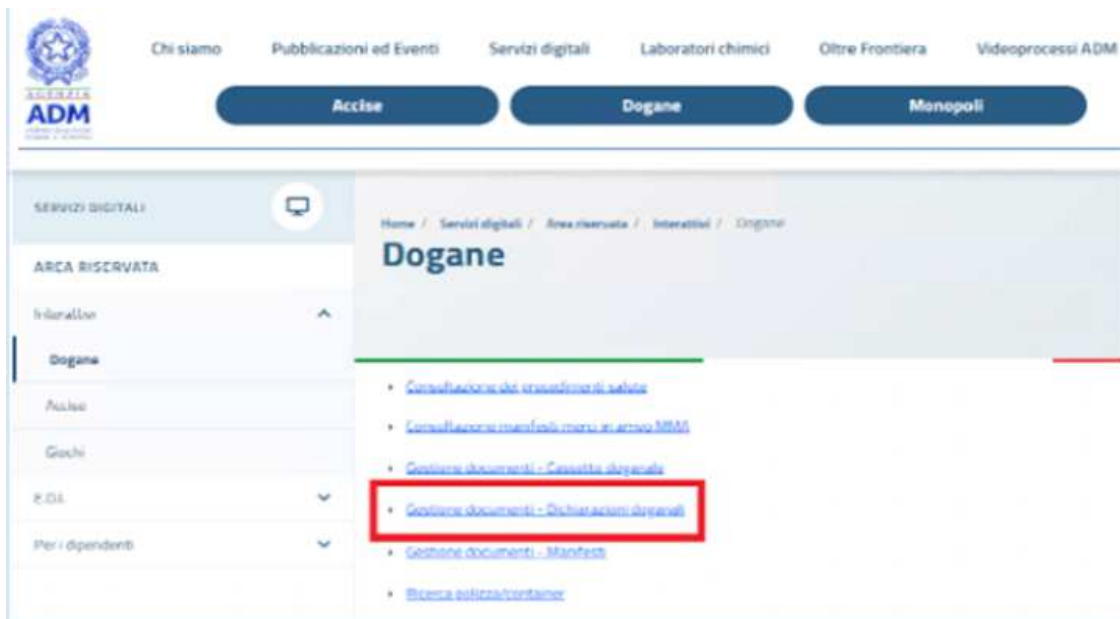 Chi siamo Pubblicazioni ed Eventi Servizi digitali Laboratori chimici Oltre Frontiera Videoprocessi ADM
AGENZIA
ADM
Accise Dogane Monopoli
SERVIZI DIGITALI
Home / Servizi digitali / Area riservata / Interattivi / Dogane
Dogane
AREA RISERVATA
Interattivi
Dogane
Accise
Giochi
E.D.I.
Per i dipendenti
Consultazione dei procedimenti salute
Consultazione manifesti merci in arrivo MMA
Gestione documenti - Cassetto doganale
Gestione documenti - Dichiarazioni doganali
Gestione documenti - Manifesti
Ricerca polizza/container